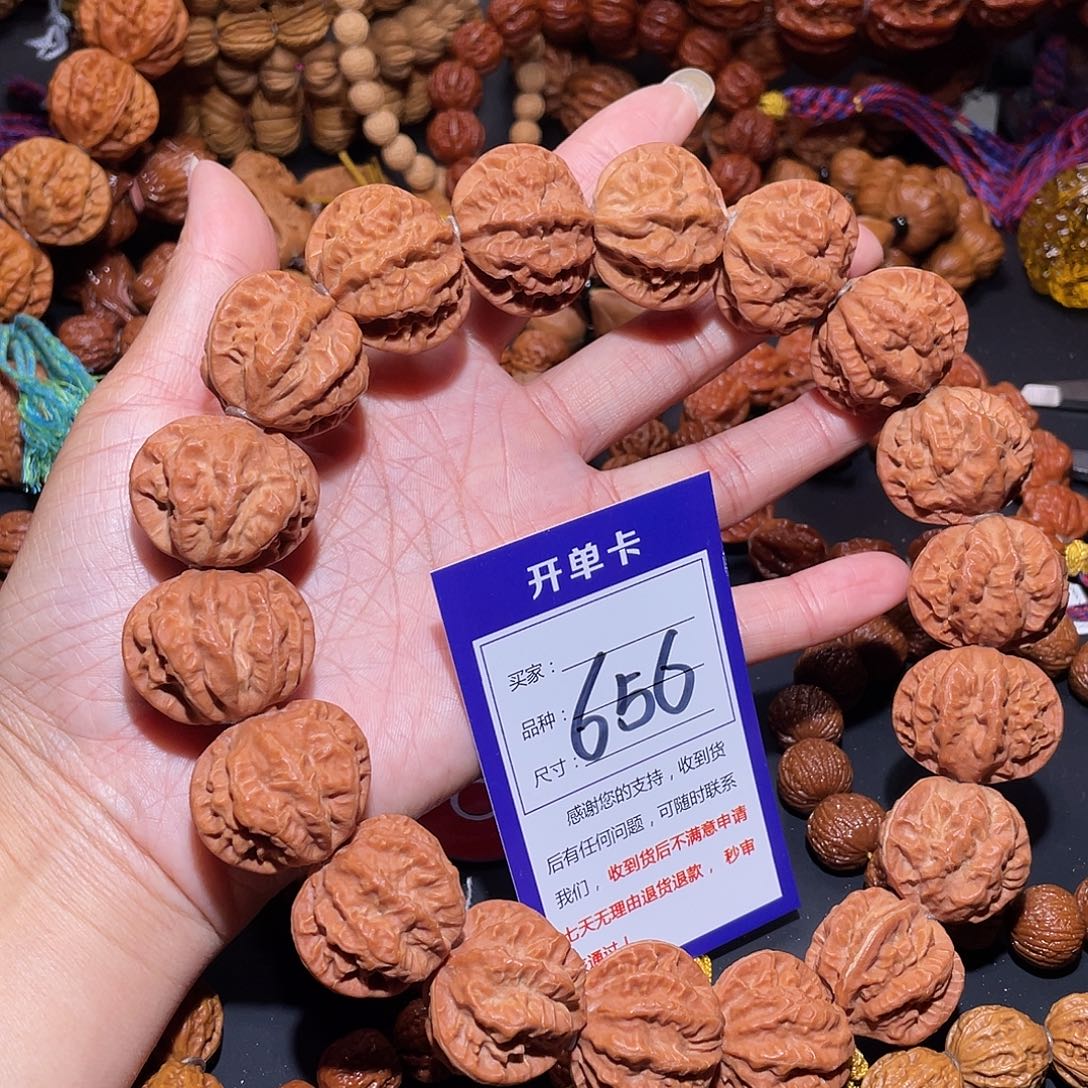 开单卡
买家：
品种：656
尺寸：
感谢您的支持，收到货
后有任何问题，可随时联系
我们，收到货后不满意申请
七天无理由退货退款，秒审
通过！